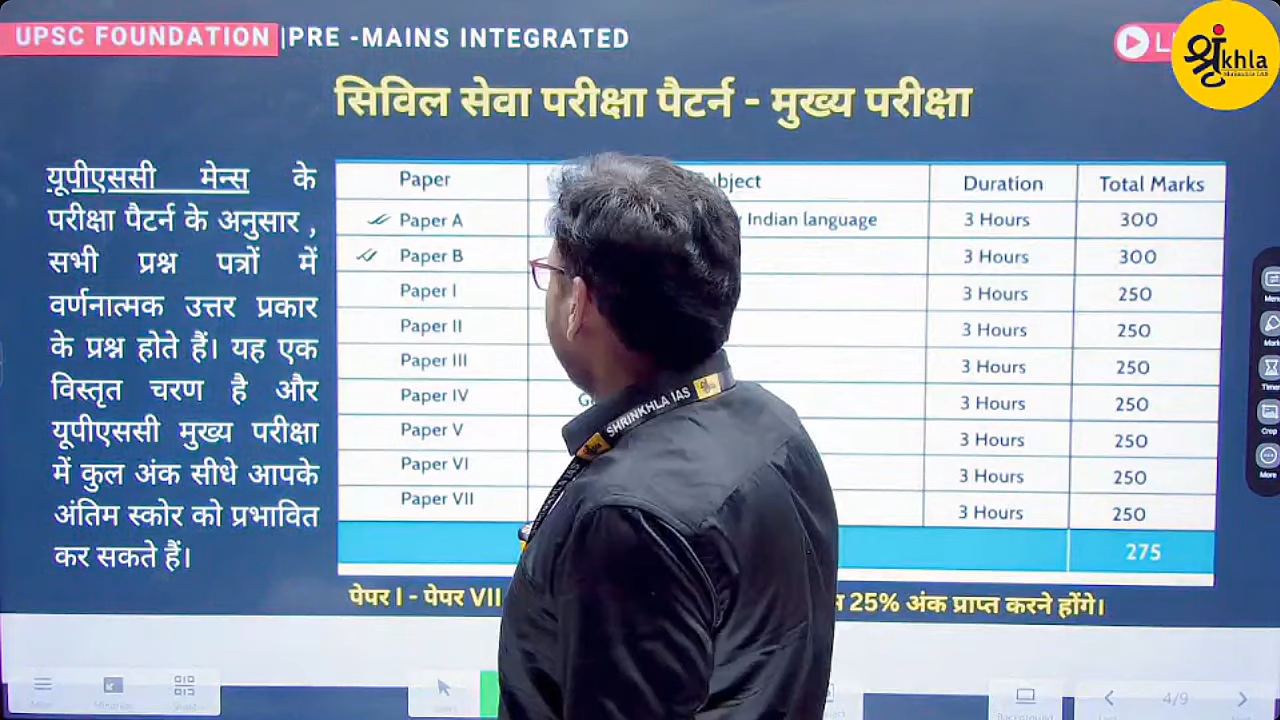 UPSC FOUNDATION |PRE -MAINS INTEGRATED
श्रृंkhla
सिविल सेवा परीक्षा पैटर्न - मुख्य परीक्षा
यूपीएससी मेन्स के
परीक्षा पैटर्न के अनुसार ,
सभी प्रश्न पत्रों में
वर्णनात्मक उत्तर प्रकार
के प्रश्न होते हैं। यह एक
विस्तृत चरण है और
यूपीएससी मुख्य परीक्षा
में कुल अंक सीधे आपके
अंतिम स्कोर को प्रभावित
कर सकते हैं।
Paper Duration Total Marks
Paper A Indian language 3 Hours 300
Paper B 3 Hours 300
Paper I 3 Hours 250
Paper II 3 Hours 250
Paper III 3 Hours 250
Paper IV 3 Hours 250
Paper V 3 Hours 250
Paper VI 3 Hours 250
Paper VII 3 Hours 250
275
पेपर I - पेपर VII 25% अंक प्राप्त करने होंगे।
SHRINKHLA IAS
More
4/9